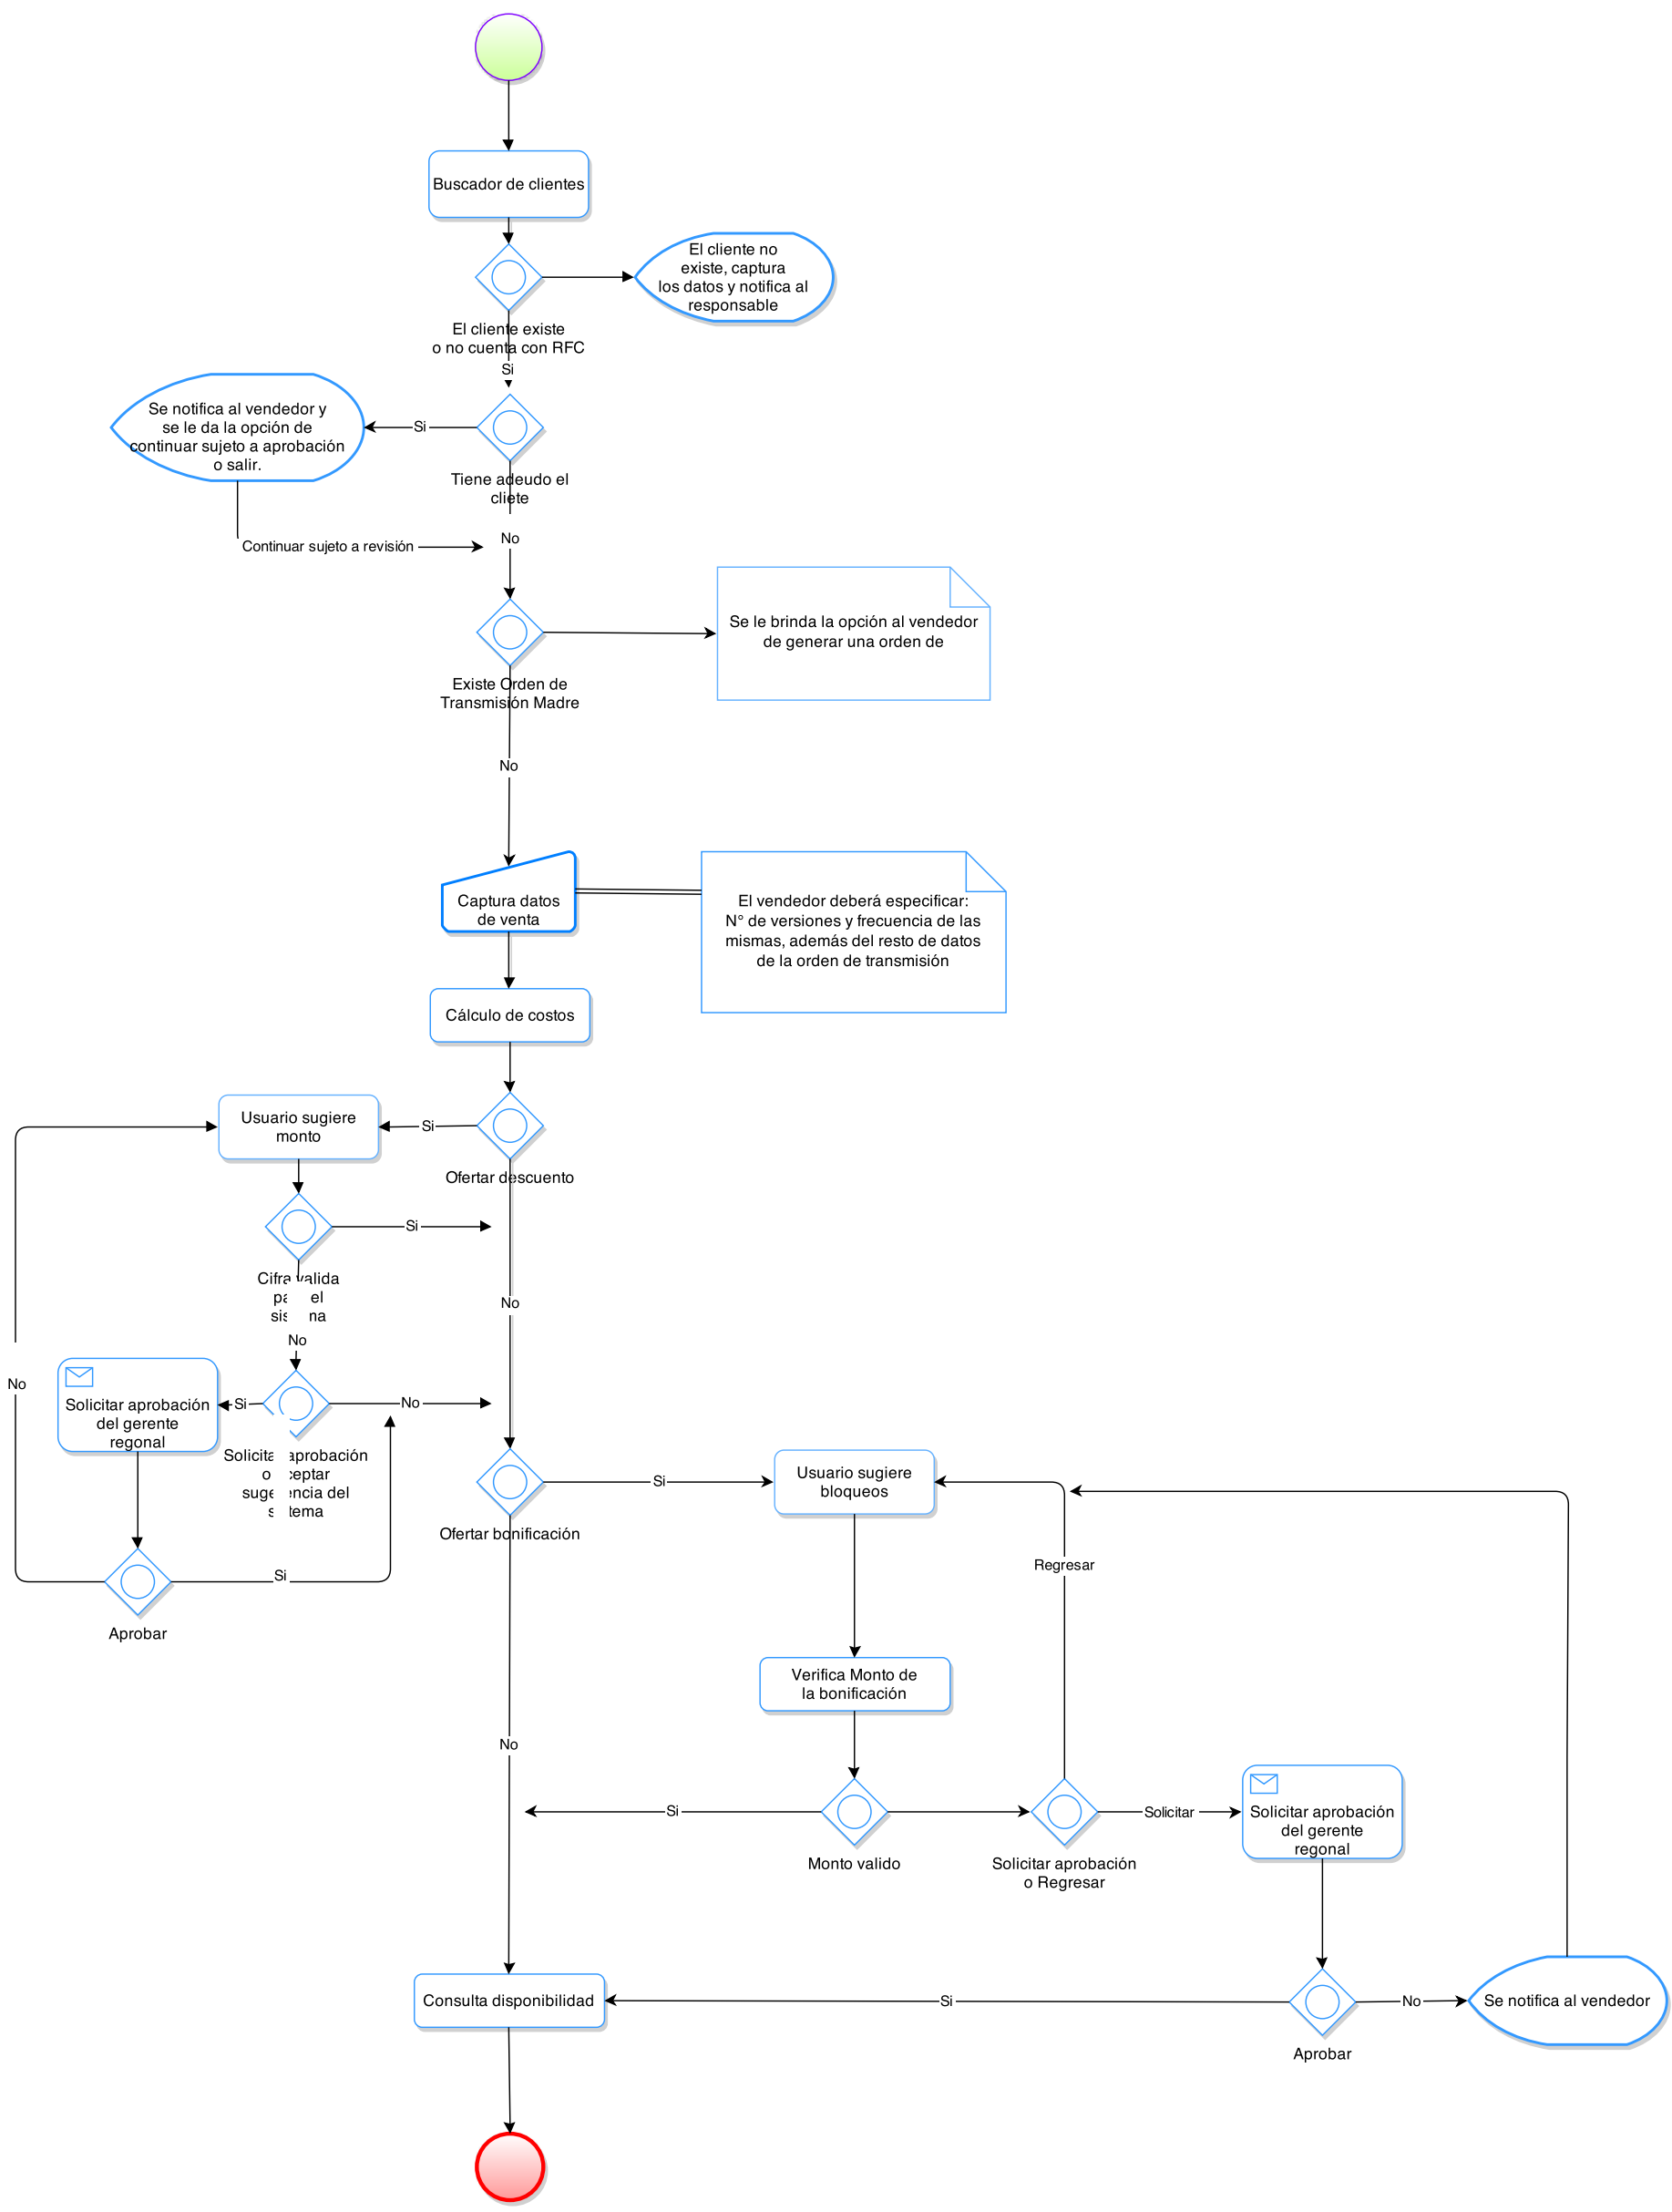 Buscador de clientes
El cliente no
existe, captura
los datos y notifica al
responsable
El cliente existe
o no cuenta con RFC
Si
Se notifica al vendedor y
se le da la opción de
continuar sujeto a aprobación
o salir.
Si
Tiene adeudo el
cliete
No
Continuar sujeto a revisión
Se le brinda la opción al vendedor
de generar una orden de
Existe Orden de
Transmisión Madre
No
Captura datos
de venta
El vendedor deberá especificar:
N° de versiones y frecuencia de las
mismas, además del resto de datos
de la orden de transmisión
Cálculo de costos
Usuario sugiere
monto
Si
Ofertar descuento
Si
Cifra valida
el
No
No
No
Solicitar aprobación
del gerente
regonal
Si
No
aprobación
del
Si
Aprobar
Ofertar bonificación
Si
Usuario sugiere
bloqueos
Regresar
Verifica Monto de
la bonificación
No
Si
Monto valido
Solicitar aprobación
o Regresar
Solicitar
Solicitar aprobación
del gerente
regonal
Consulta disponibilidad
Si
Aprobar
No
Se notifica al vendedor